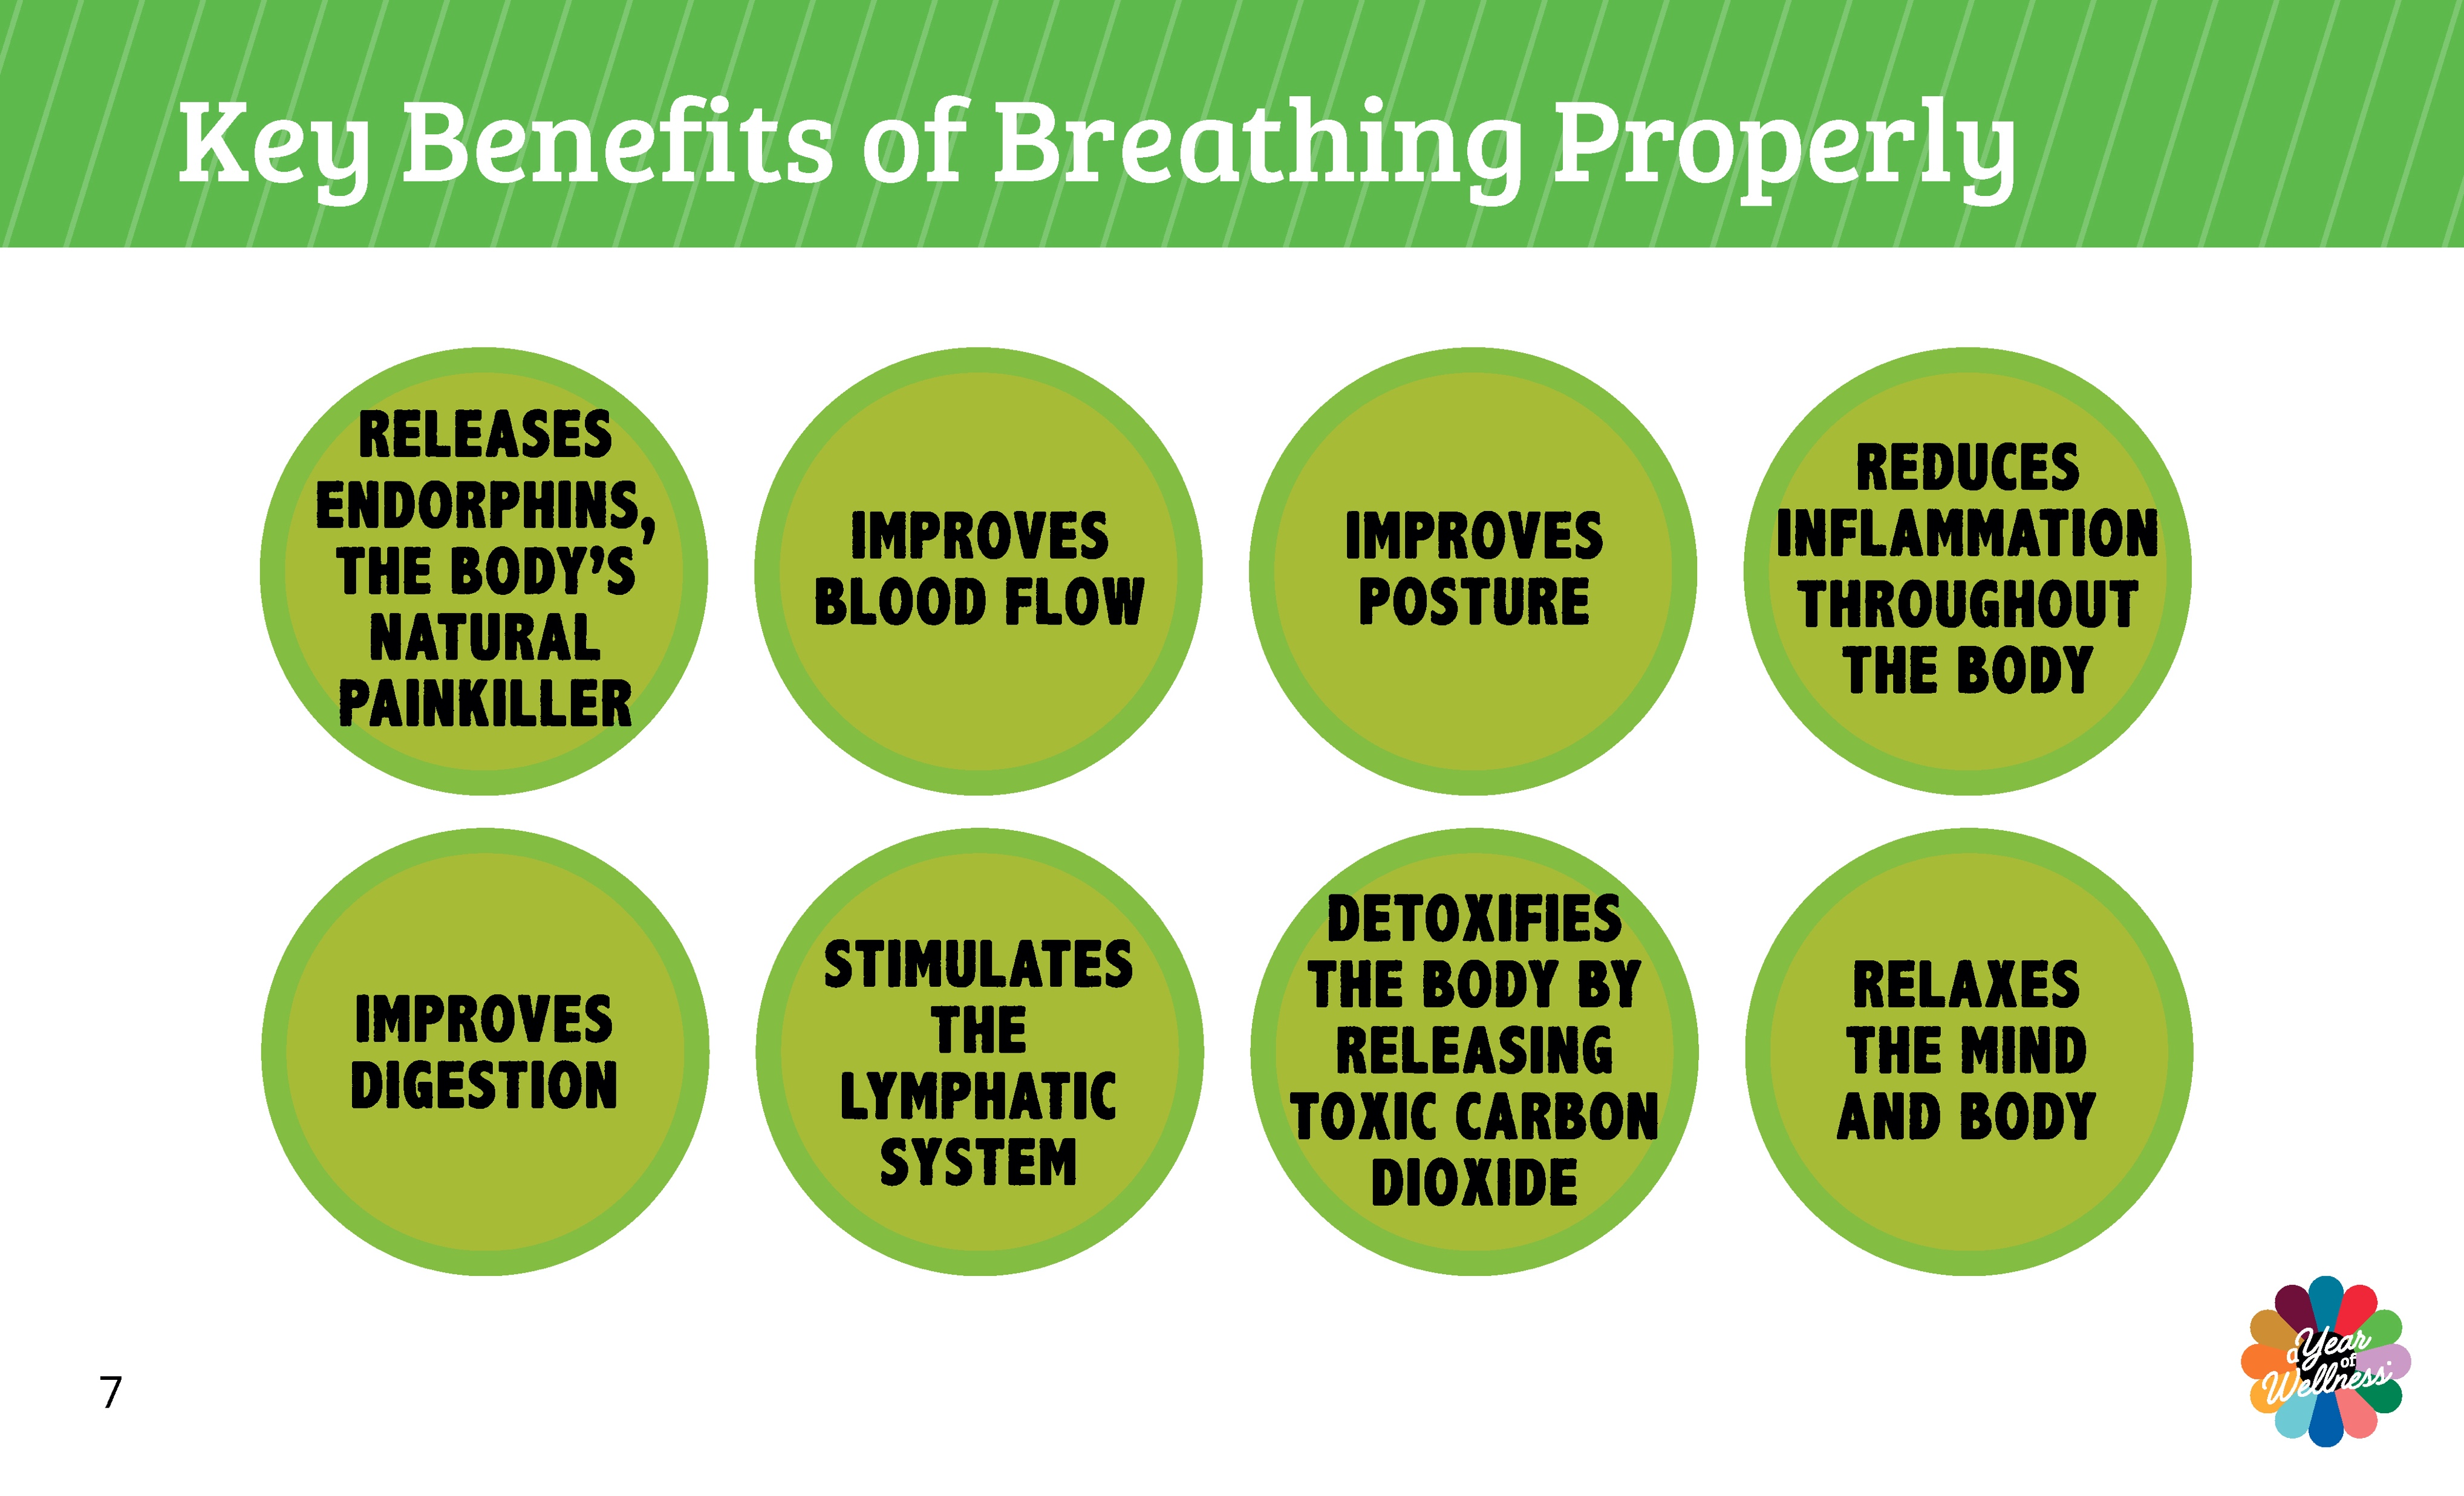 Key Benefits of Breathing Properly
RELEASES
ENDORPHINS,
THE BODY’S
NATURAL
PAINKILLER
IMPROVES
BLOOD FLOW
IMPROVES
POSTURE
REDUCES
INFLAMMATION
THROUGHOUT
THE BODY
IMPROVES
DIGESTION
STIMULATES
THE
LYMPHATIC
SYSTEM
DETOXIFIES
THE BODY BY
RELEASING
TOXIC CARBON
DIOXIDE
RELAXES
THE MIND
AND BODY
7
a Year
of
Wellness